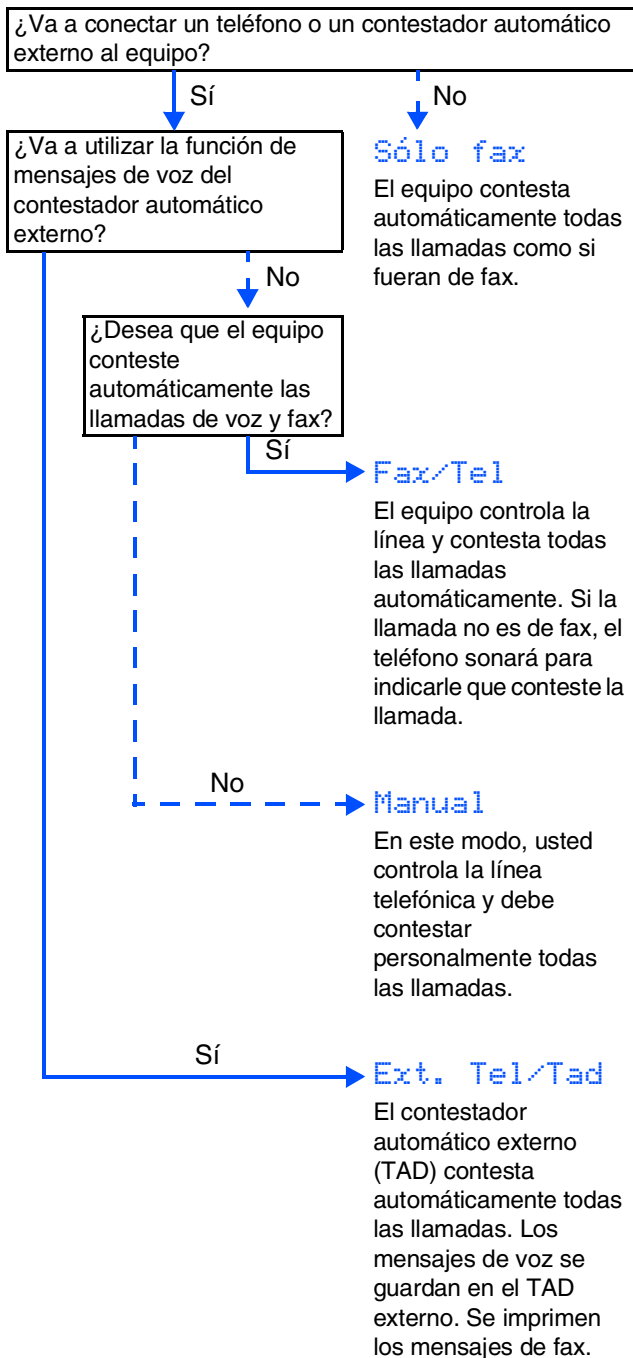 ¿Va a conectar un teléfono o un contestador automático
externo al equipo?
Sí
No
¿Va a utilizar la función de
mensajes de voz del
contestador automático
externo?
Sólo fax
El equipo contesta
automáticamente todas
las llamadas como si
fueran de fax.
No
¿Desea que el equipo
conteste
automáticamente las
llamadas de voz y fax?
Sí
Fax/Tel
El equipo controla la
línea y contesta todas
las llamadas
automáticamente. Si la
llamada no es de fax, el
teléfono sonará para
indicarle que conteste la
llamada.
No
Manual
En este modo, usted
controla la línea
telefónica y debe
contestar
personalmente todas
las llamadas.
Sí
Ext. Tel/Tad
El contestador
automático externo
(TAD) contesta
automáticamente todas
las llamadas. Los
mensajes de voz se
guardan en el TAD
externo. Se imprimen
los mensajes de fax.